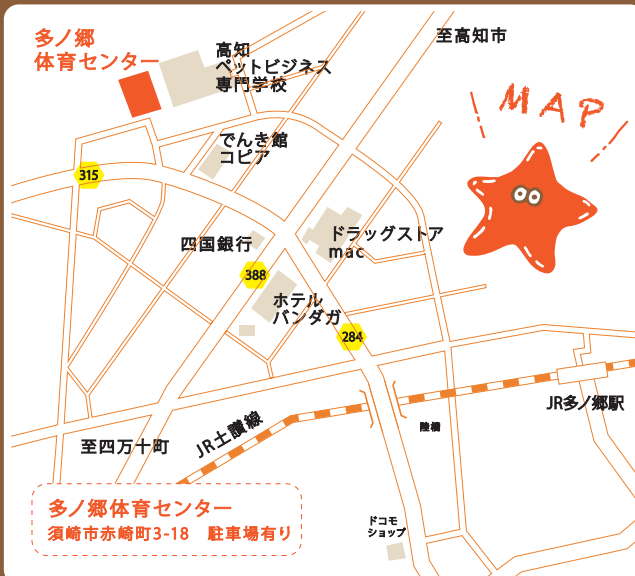 多ノ郷
体育センター
高知
ペットビジネス
専門学校
至高知市
MAP
でんき館
コピア
315
四国銀行
ドラッグストア
mac
388
ホテル
バンダガ
284
JR多ノ郷駅
陸橋
至四万十町
JR土讃線
多ノ郷体育センター
須崎市赤崎町3-18 駐車場有り
ドコモ
ショップ